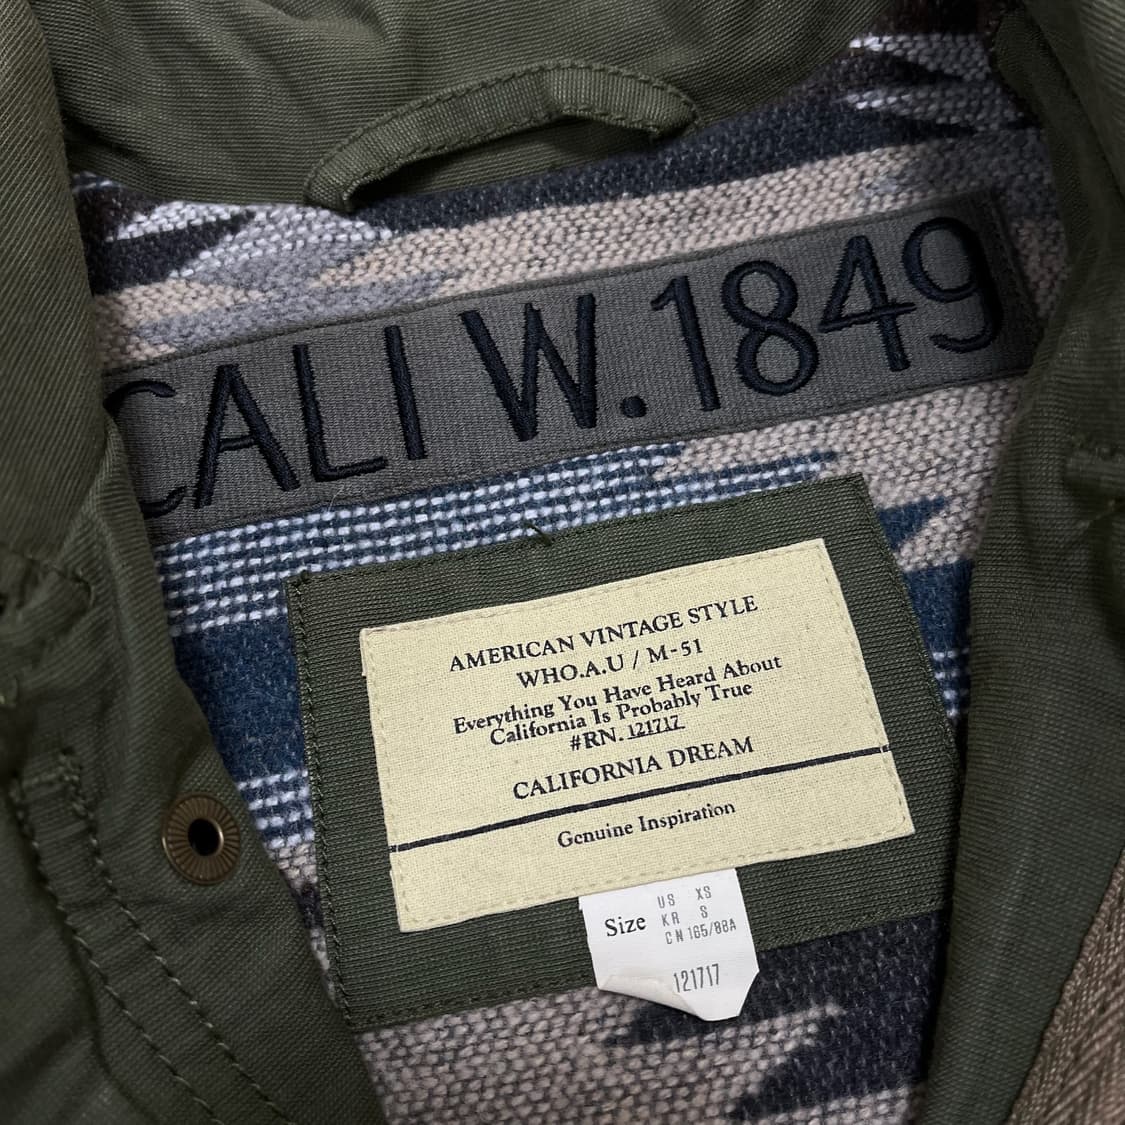 CALI W.1849
AMERICAN VINTAGE STYLE
WHO.A.U / M-51
Everything You Have Heard About
California Is Probably True
#RN. 121717
CALIFORNIA DREAM
Genuine Inspiration
Size
US XS
KR S
CN 165/88A
121717